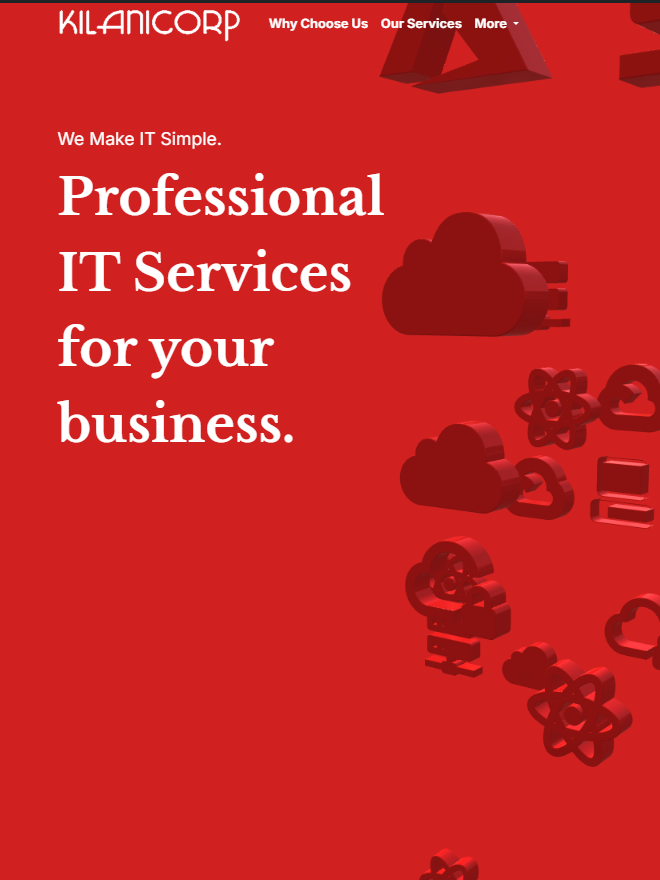 KILANICORP Why Choose Us Our Services More
We Make IT Simple.
Professional
IT Services
for your
business.